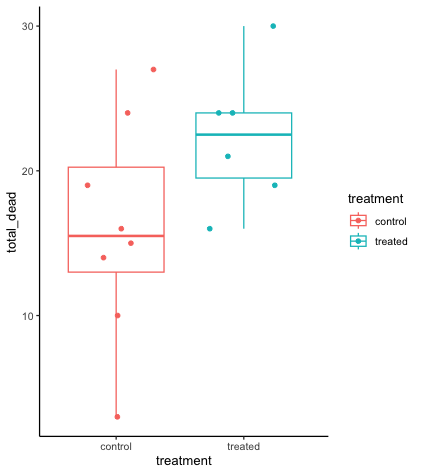 30
20
10
total_dead
control
treated
treatment
treatment
control
treated